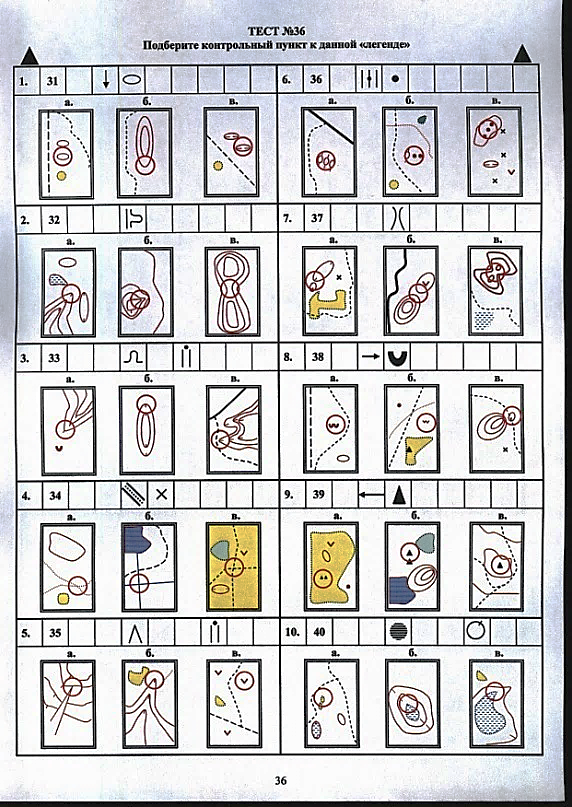 ТЕСТ №36
Подберите контрольный пункт к данной «легенде»
1. 31
а. б. в.
6. 36
а. б. в.
2. 32
а. б. в.
7. 37
а. б. в.
3. 33
а. б. в.
8. 38
а. б. в.
4. 34
а. б. в.
9. 39
а. б. в.
5. 35
а. б. в.
10. 40
а. б. в.
36